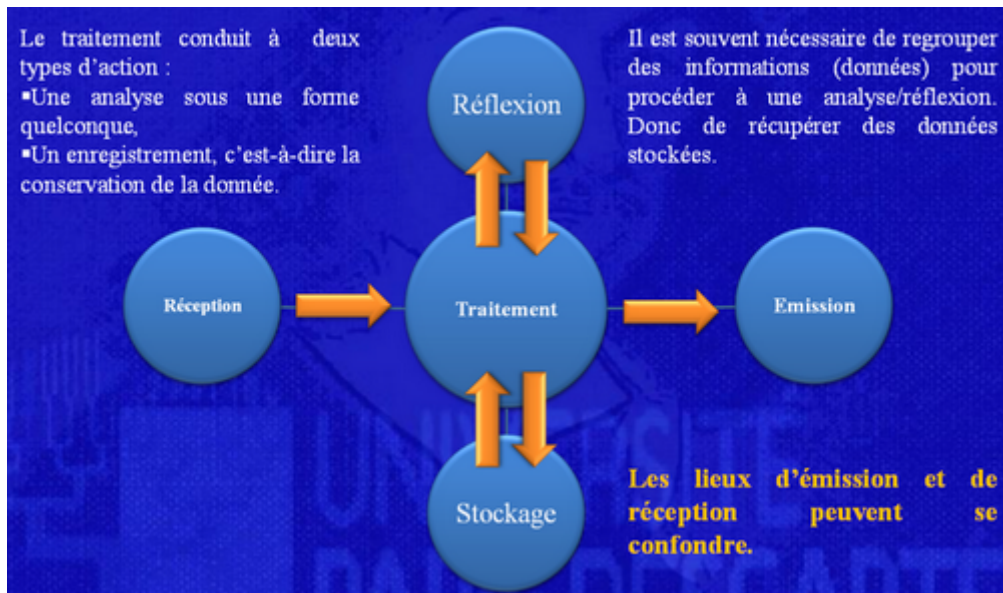 Le traitement conduit à deux
types d'action :
▪Une analyse sous une forme
quelconque,
▪Un enregistrement, c'est-à-dire la
conservation de la donnée.
Réflexion
Il est souvent nécessaire de regrouper
des informations (données) pour
procéder à une analyse/réflexion.
Donc de récupérer des données
stockées.
Réception
Traitement
Emission
Stockage
Les lieux d'émission et de
réception peuvent se
confondre.
UNIVERSITÉ